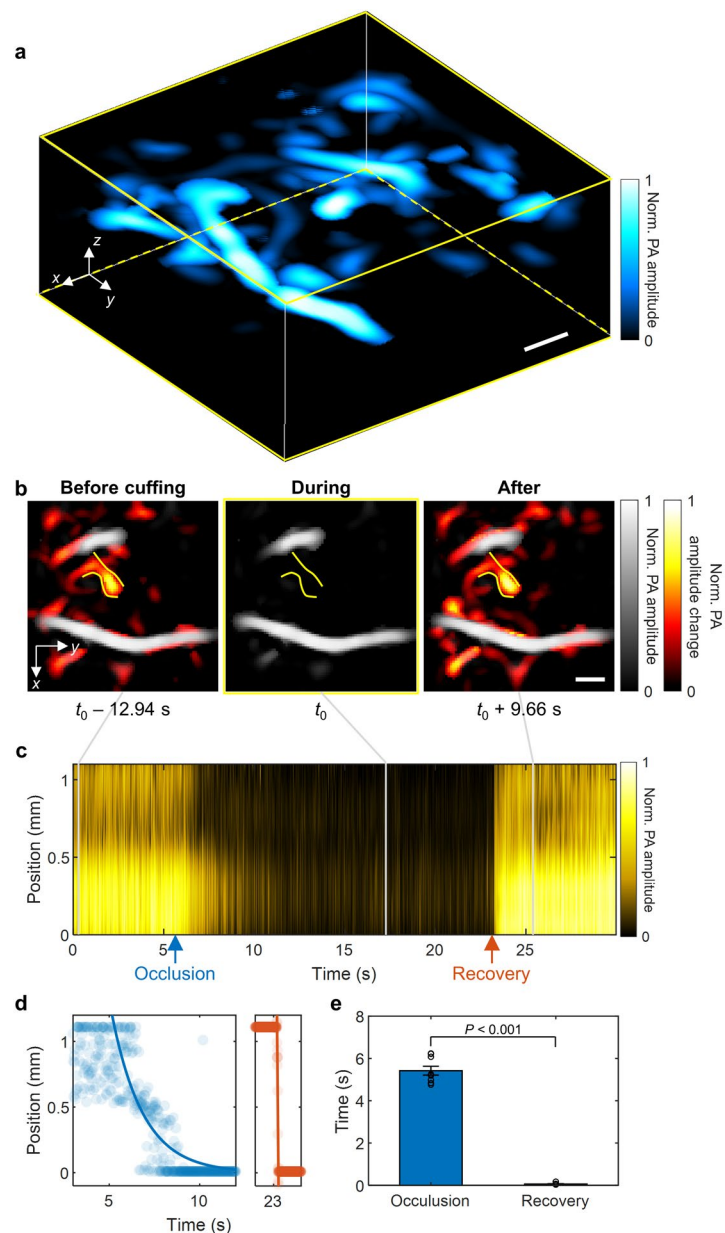 a
z
x
y
1
Norm. PA amplitude
0
b
Before cuffing
During
After
y
x
t0 – 12.94 s
t0
t0 + 9.66 s
1
Norm. PA amplitude
0
1
Norm. PA
amplitude change
0
c
Position (mm)
1
0.5
0
0
5
10
15
20
25
Occlusion
Time (s)
Recovery
1
Norm. PA amplitude
0
d
Position (mm)
1
0.5
0
5
10
23
Time (s)
e
Time (s)
8
6
4
2
0
P < 0.001
Occulusion
Recovery